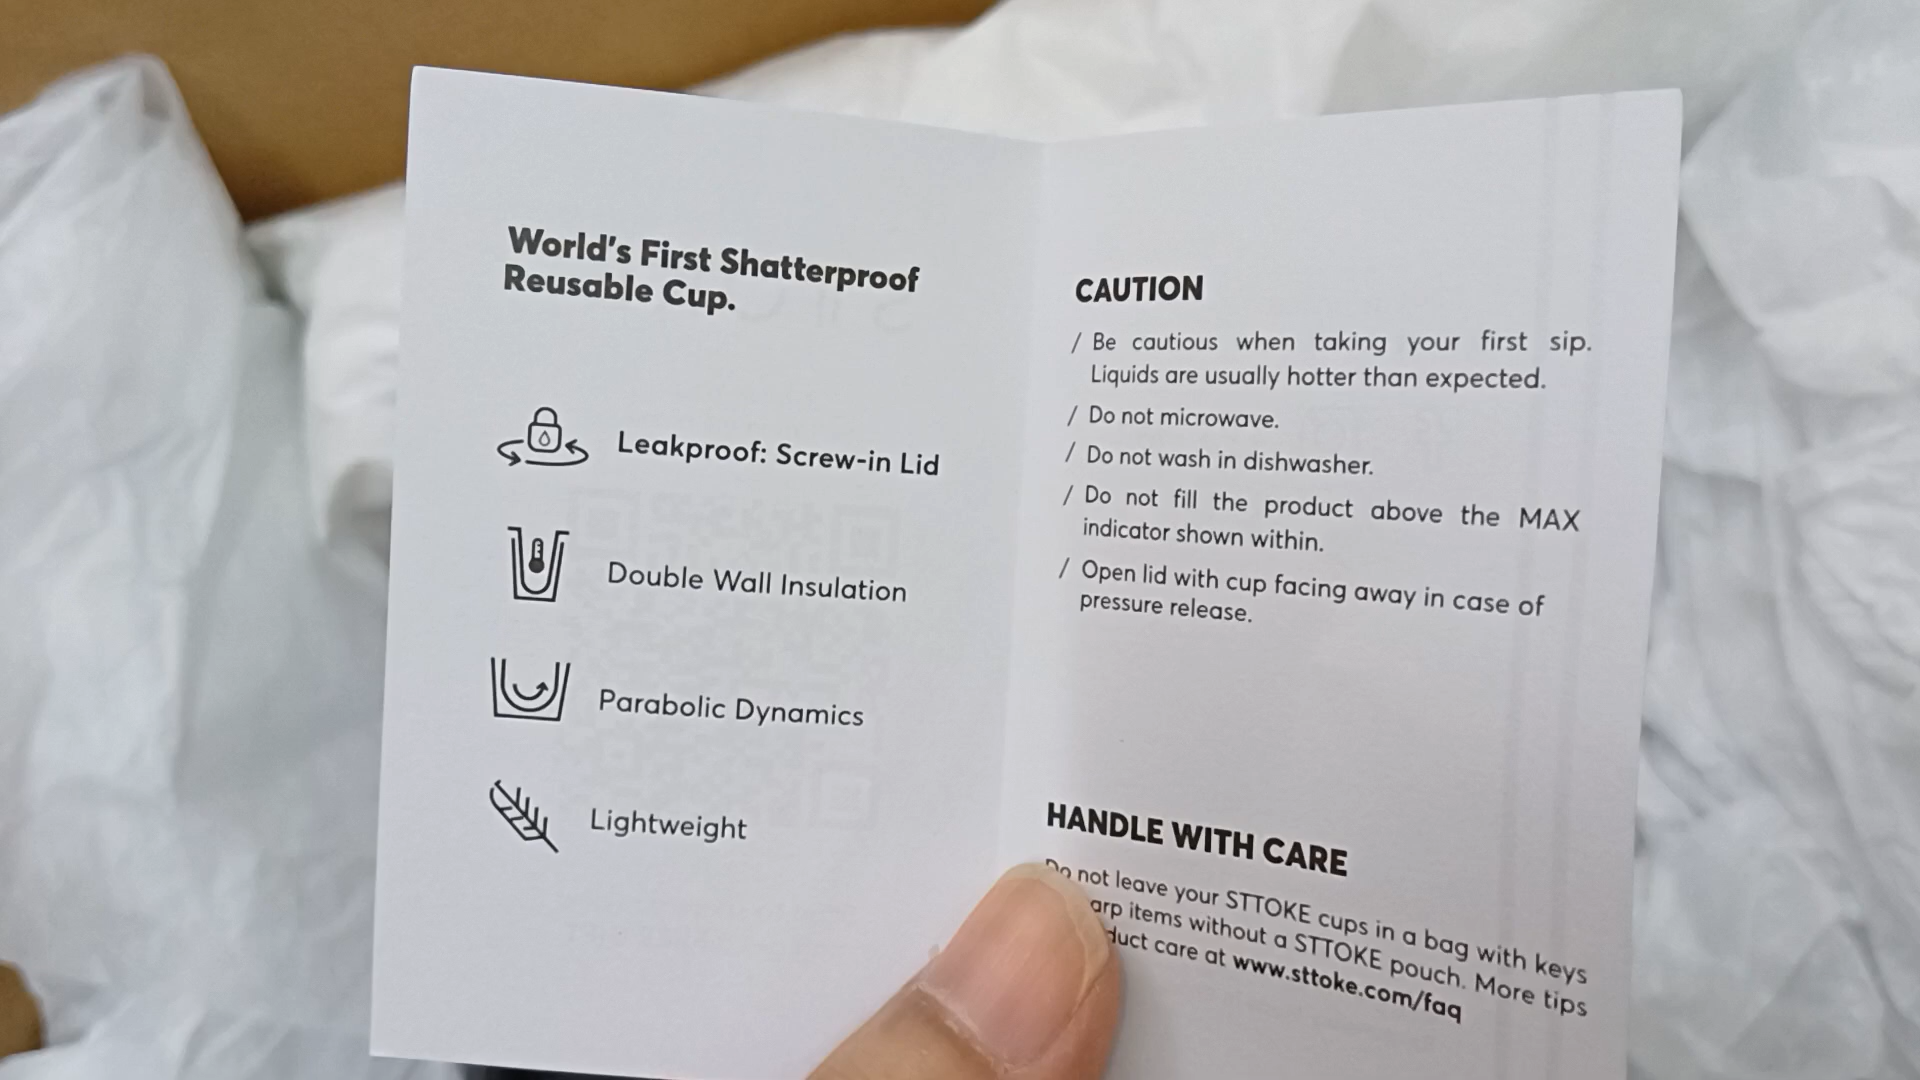 World's First Shatterproof
Reusable Cup.
Leakproof: Screw-in Lid
Double Wall Insulation
Parabolic Dynamics
Lightweight
CAUTION
/ Be cautious when taking your first sip.
Liquids are usually hotter than expected.
/ Do not microwave.
/ Do not wash in dishwasher.
/ Do not fill the product above the MAX
indicator shown within.
/ Open lid with cup facing away in case of
pressure release.
HANDLE WITH CARE
Do not leave your STTOKE cups in a bag with keys
items without a STTOKE pouch. More tips
care at www.sttoke.com/faq